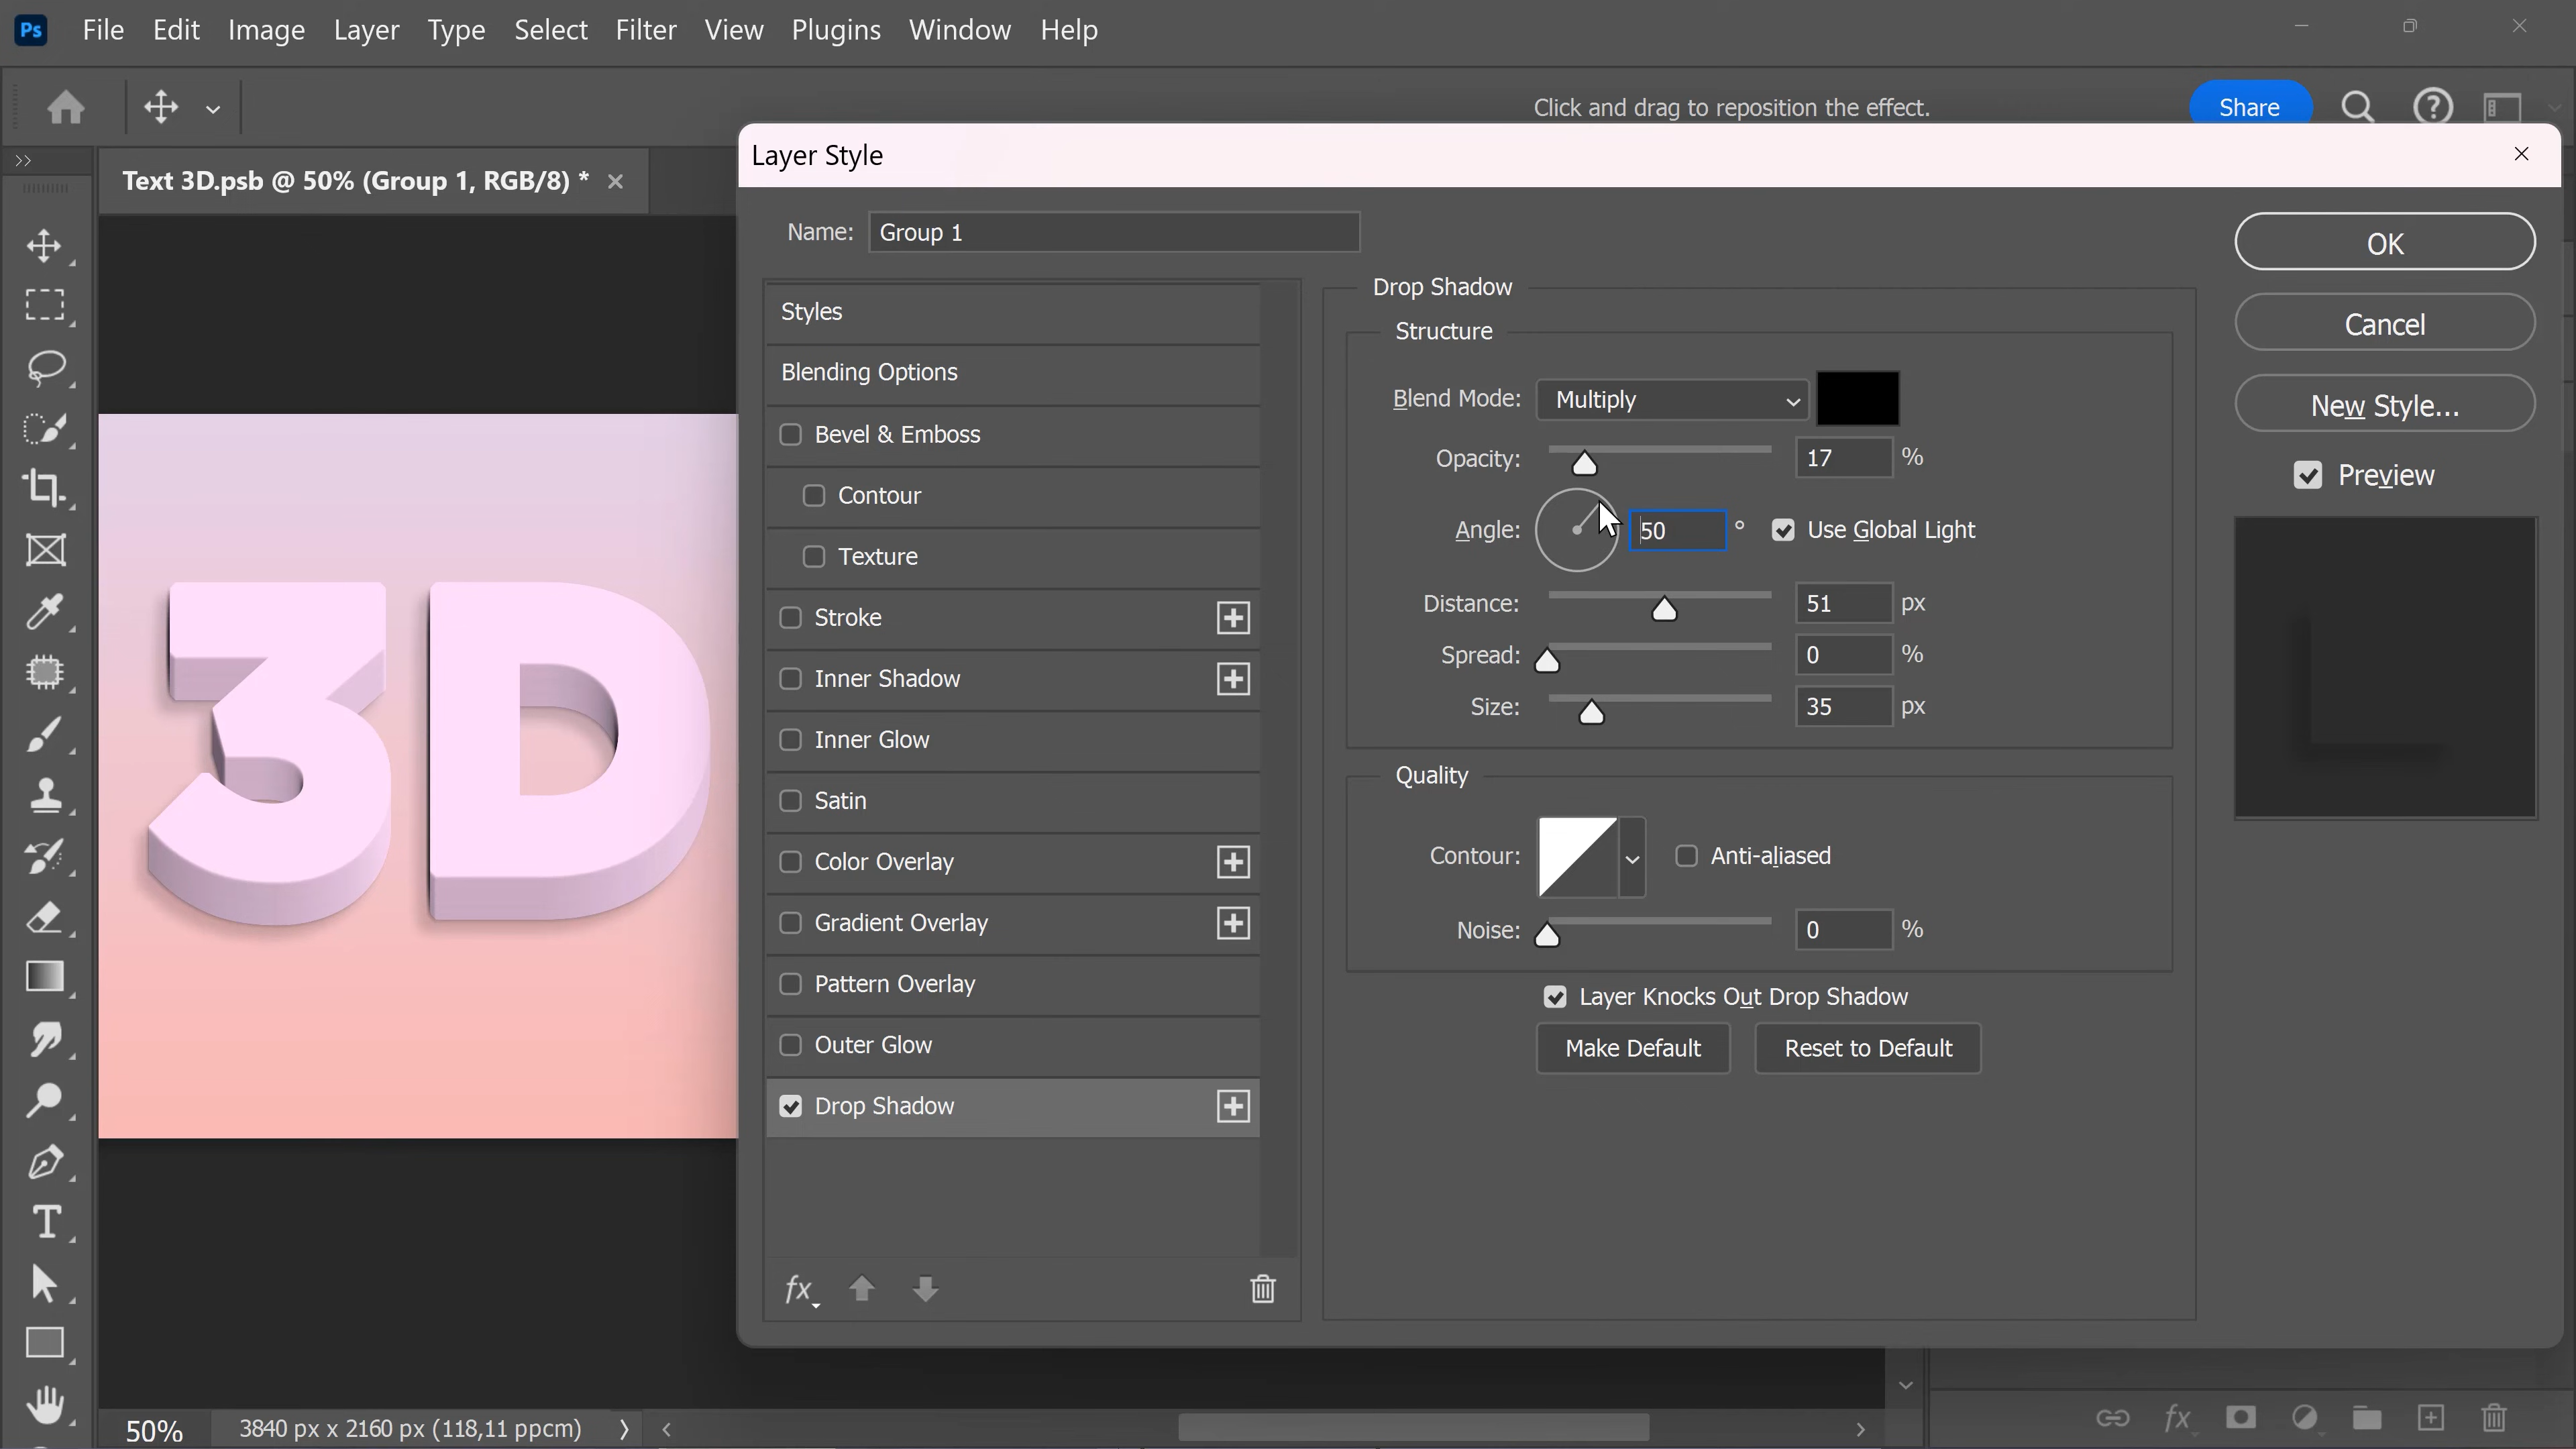 Ps File Edit Image Layer Type Select Filter View Plugins Window Help
Click and drag to reposition the effect. Share
Text 3D.psb @ 50% (Group 1, RGB/8) *
Layer Style
Name: Group 1
Styles
Blending Options
Bevel & Emboss
Contour
Texture
Stroke
Inner Shadow
Inner Glow
Satin
Color Overlay
Gradient Overlay
Pattern Overlay
Outer Glow
Drop Shadow
fx
Drop Shadow
Structure
Blend Mode: Multiply
Opacity: 17 %
Angle: 50 ° Use Global Light
Distance: 51 px
Spread: 0 %
Size: 35 px
Quality
Contour: Anti-aliased
Noise: 0 %
Layer Knocks Out Drop Shadow
Make Default Reset to Default
OK
Cancel
New Style...
Preview
3D
50% 3840 px x 2160 px (118,11 ppcm)
fx